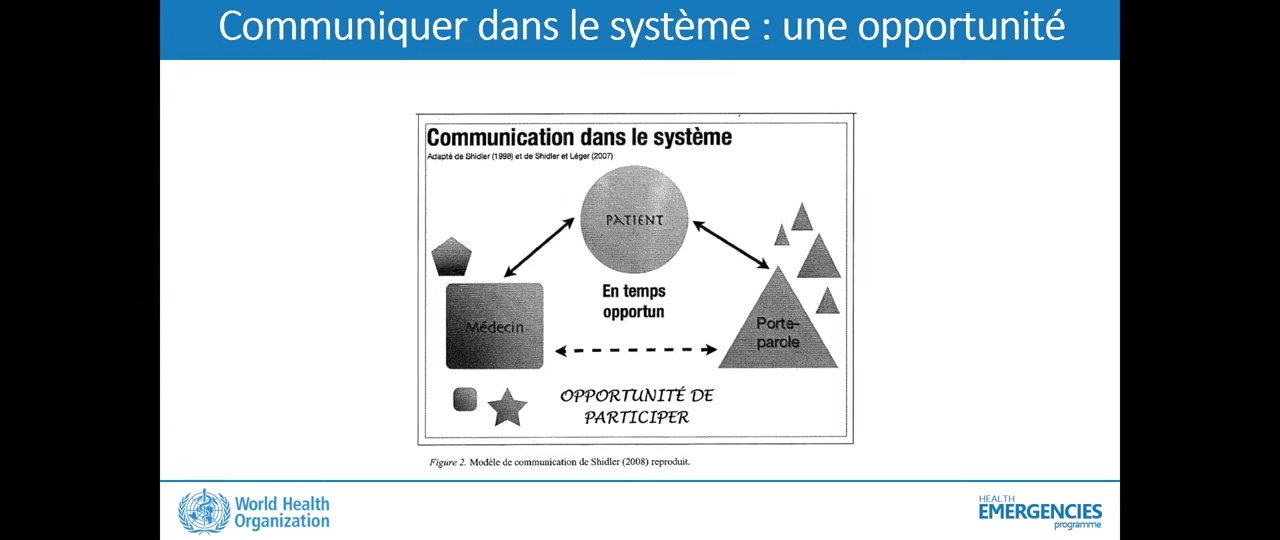 Communiquer dans le système : une opportunité
Communication dans le système
Adapté de Shidler (1998) et de Shidler et Léger (2007)
PATIENT
En temps
opportun
Médecin
Porte-
parole
OPPORTUNITÉ DE
PARTICIPER
Figure 2. Modèle de communication de Shidler (2008) reproduit.
World Health
Organization
HEALTH
EMERGENCIES
programme